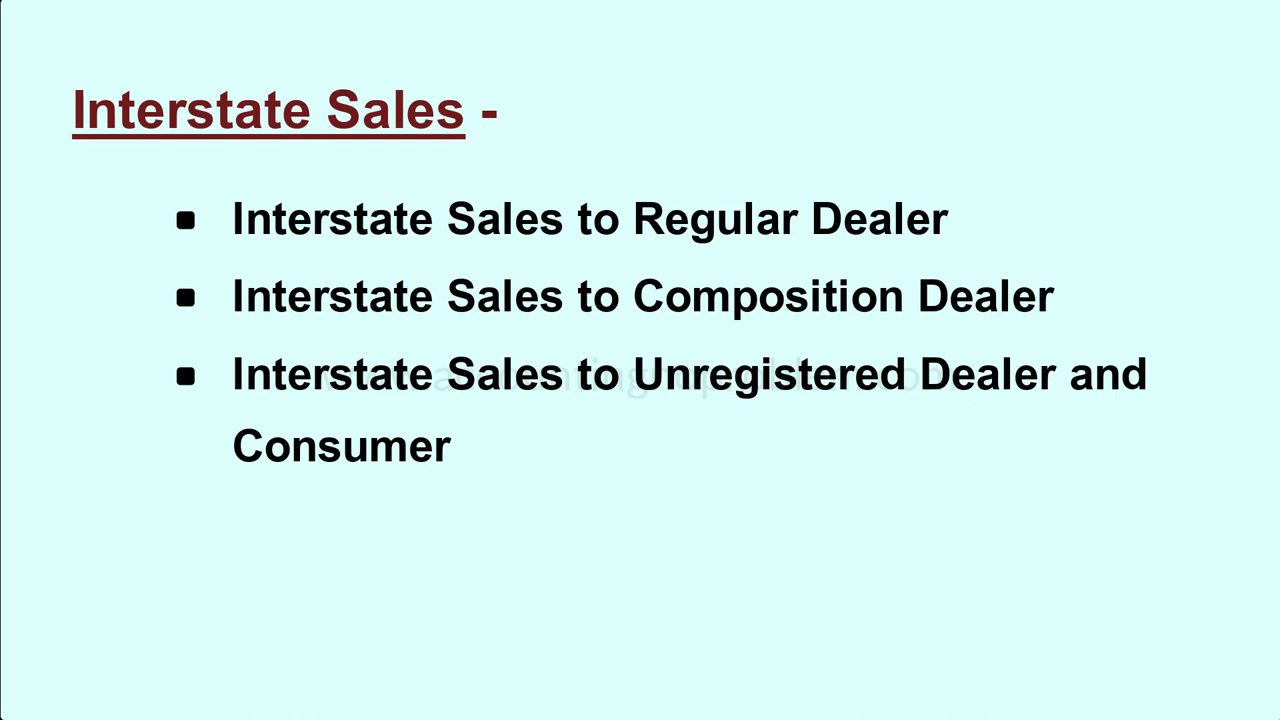 Interstate Sales -
▪ Interstate Sales to Regular Dealer
▪ Interstate Sales to Composition Dealer
▪ Interstate Sales to Unregistered Dealer and
Consumer